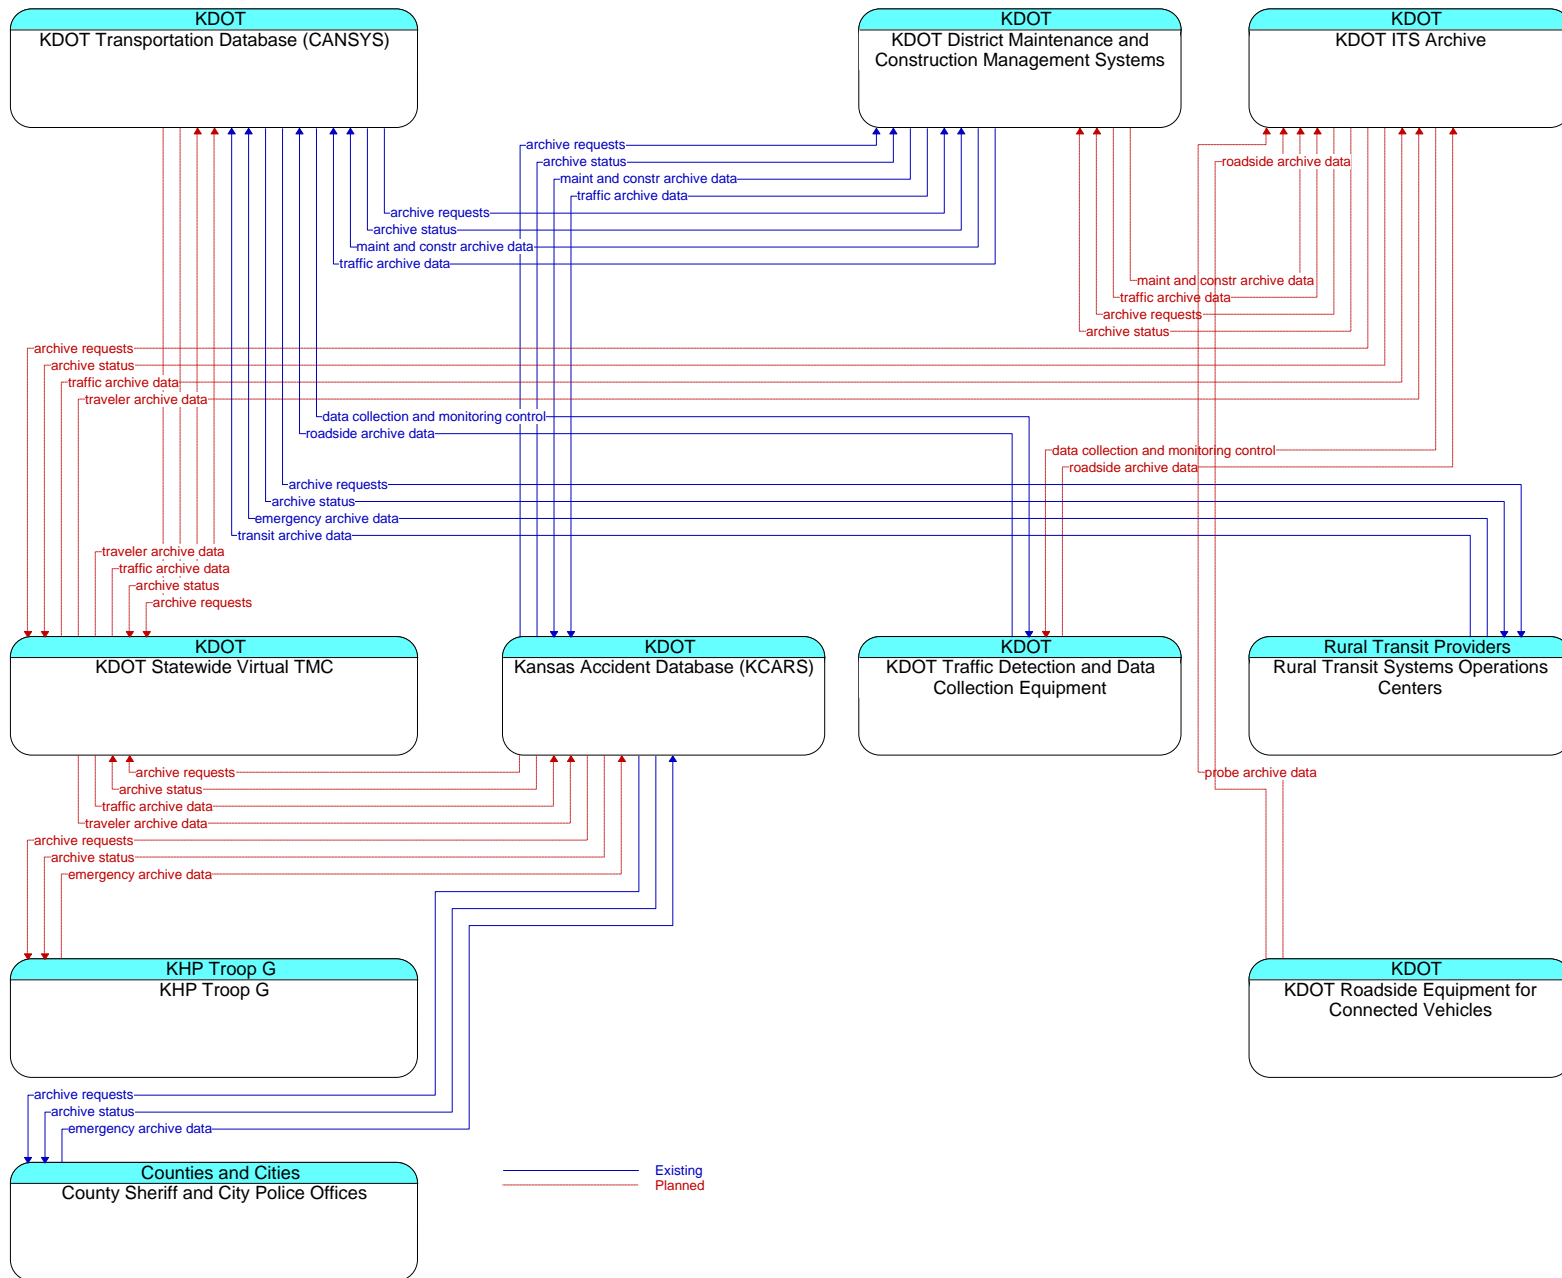 KDOT
KDOT Transportation Database (CANSYS)
KDOT
KDOT District Maintenance and
Construction Management Systems
KDOT
KDOT ITS Archive
archive requests
archive status
roadside archive data
maint and constr archive data
traffic archive data
archive requests
archive status
maint and constr archive data
traffic archive data
maint and constr archive data
traffic archive data
archive requests
archive status
archive requests
archive status
traffic archive data
traveler archive data
data collection and monitoring control
roadside archive data
data collection and monitoring control
roadside archive data
archive requests
archive status
emergency archive data
transit archive data
traveler archive data
traffic archive data
archive status
archive requests
KDOT
KDOT Statewide Virtual TMC
KDOT
Kansas Accident Database (KCARS)
KDOT
KDOT Traffic Detection and Data
Collection Equipment
Rural Transit Providers
Rural Transit Systems Operations
Centers
archive requests
probe archive data
archive status
traffic archive data
traveler archive data
archive requests
archive status
emergency archive data
KHP Troop G
KHP Troop G
KDOT
KDOT Roadside Equipment for
Connected Vehicles
archive requests
archive status
emergency archive data
Counties and Cities
County Sheriff and City Police Offices
Existing
Planned